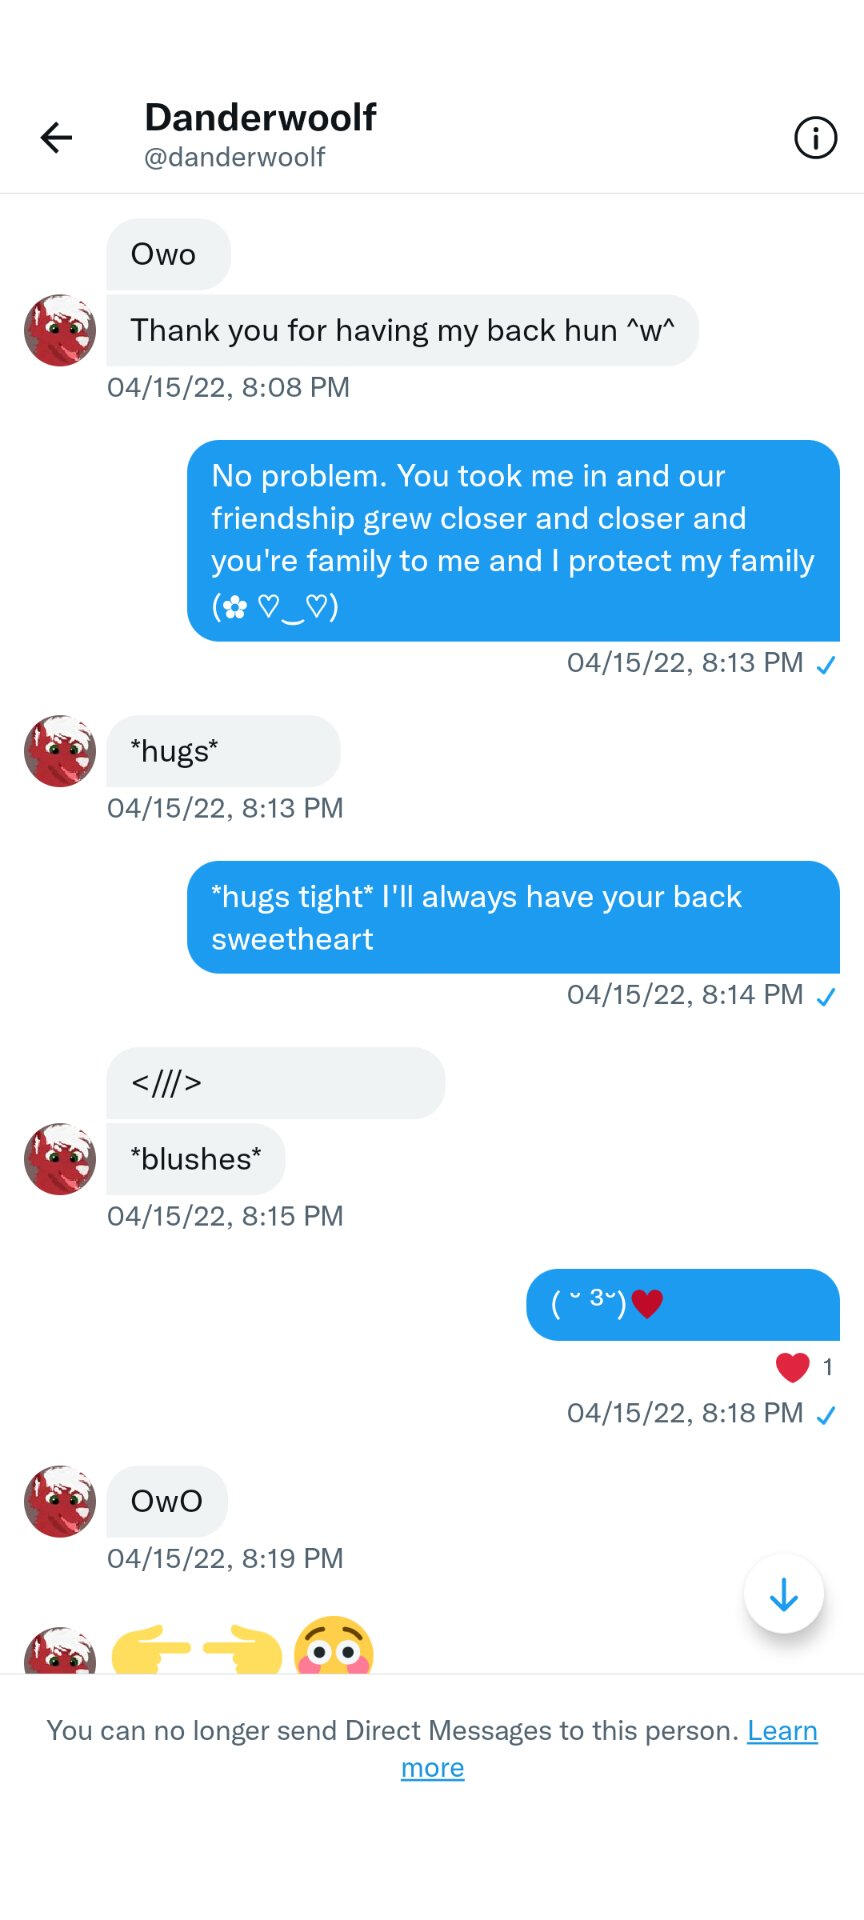 Danderwoolf
@danderwoolf
Owo
Thank you for having my back hun ^w^
04/15/22, 8:08 PM
No problem. You took me in and our
friendship grew closer and closer and
you're family to me and I protect my family
(✿ ♡‿♡)
04/15/22, 8:13 PM ✓
*hugs*
04/15/22, 8:13 PM
*hugs tight* I'll always have your back
sweetheart
04/15/22, 8:14 PM ✓
<///>
*blushes*
04/15/22, 8:15 PM
( ˘ ³˘)♥
❤ 1
04/15/22, 8:18 PM ✓
OwO
04/15/22, 8:19 PM
👉👈😳
You can no longer send Direct Messages to this person. Learn
more